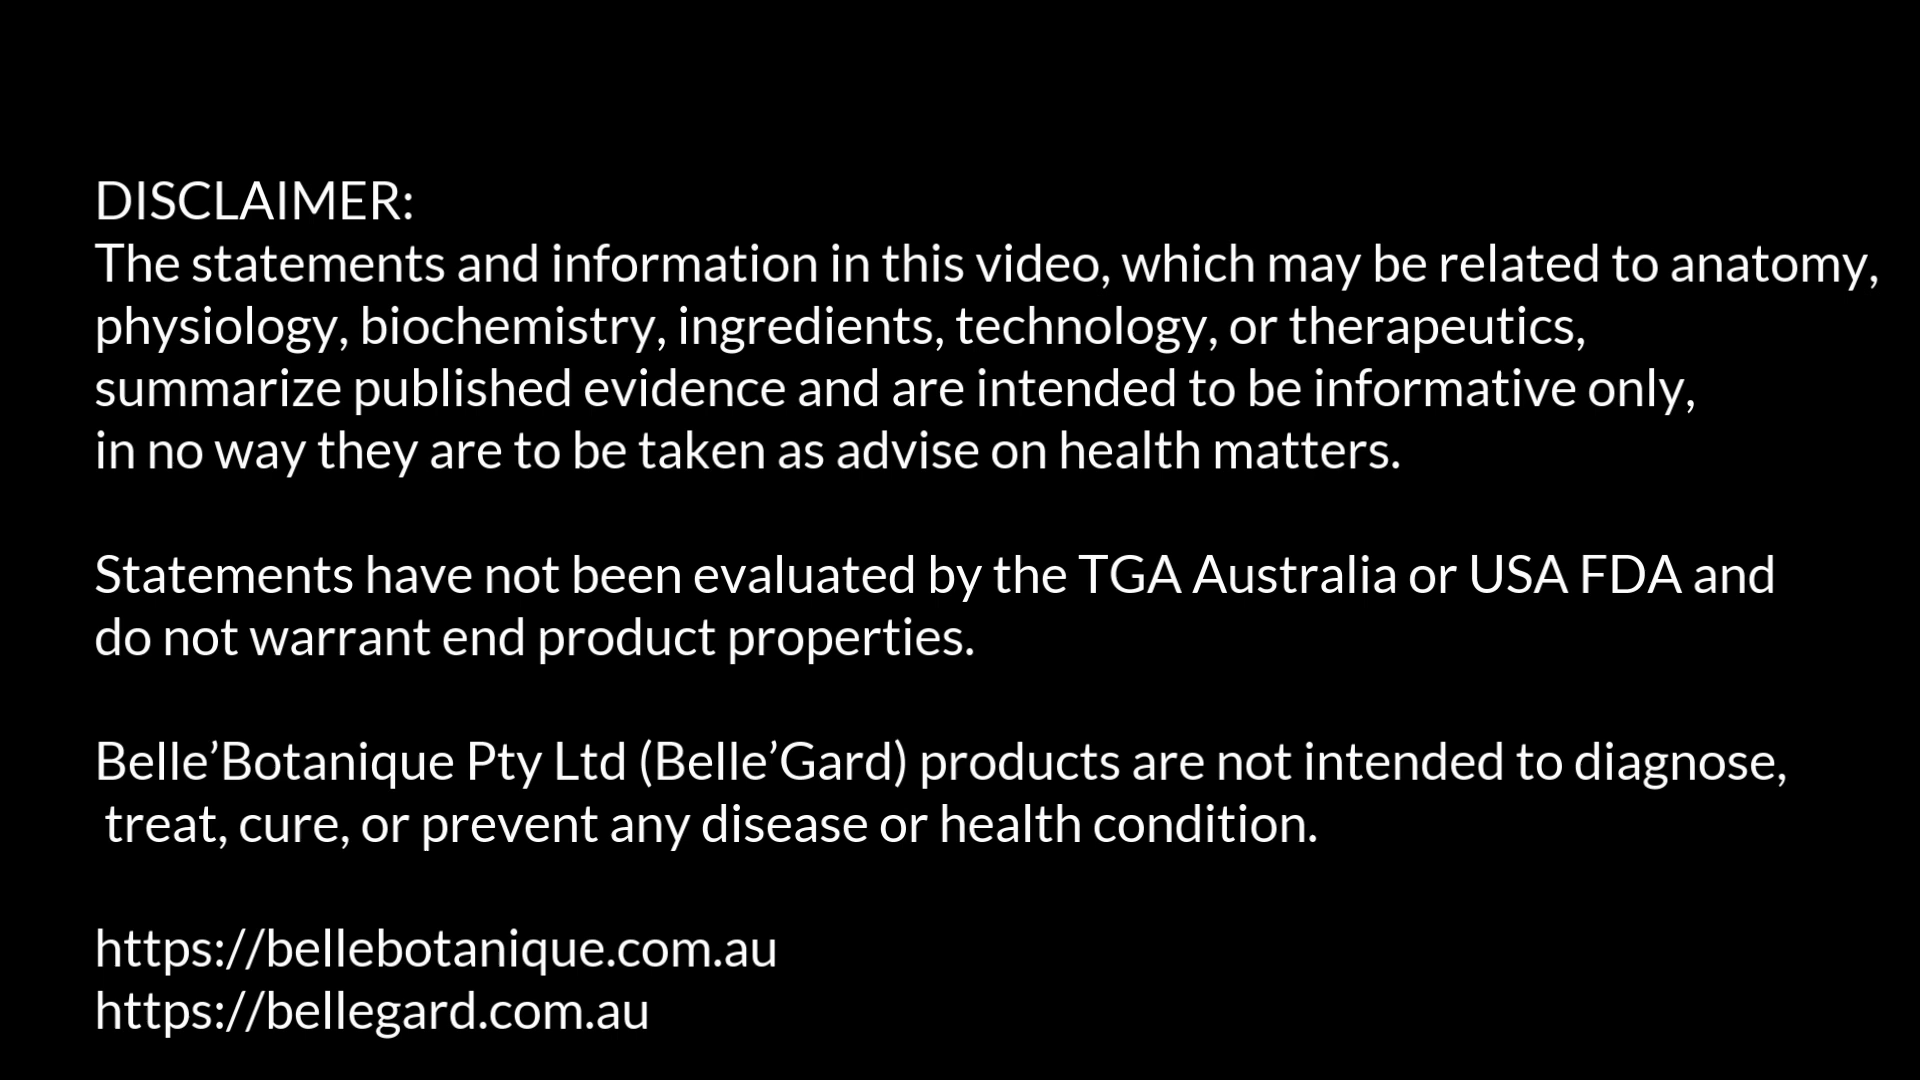 DISCLAIMER:
The statements and information in this video, which may be related to anatomy,
physiology, biochemistry, ingredients, technology, or therapeutics,
summarize published evidence and are intended to be informative only,
in no way they are to be taken as advise on health matters.
Statements have not been evaluated by the TGA Australia or USA FDA and
do not warrant end product properties.
Belle’Botanique Pty Ltd (Belle’Gard) products are not intended to diagnose,
treat, cure, or prevent any disease or health condition.
https://bellebotanique.com.au
https://bellegard.com.au